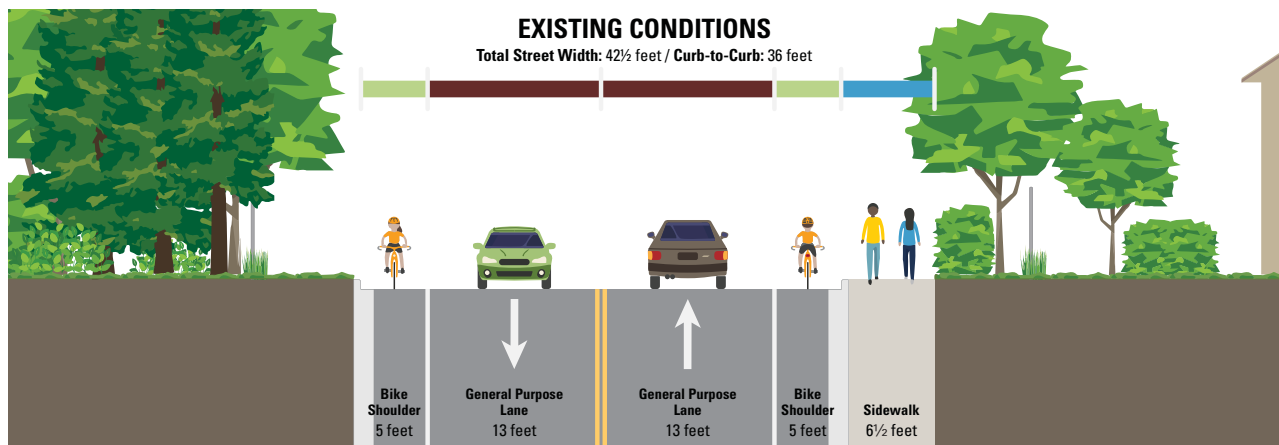 EXISTING CONDITIONS
Total Street Width: 42½ feet / Curb-to-Curb: 36 feet
Bike
Shoulder
5 feet
General Purpose
Lane
13 feet
General Purpose
Lane
13 feet
Bike
Shoulder
5 feet
Sidewalk
6½ feet